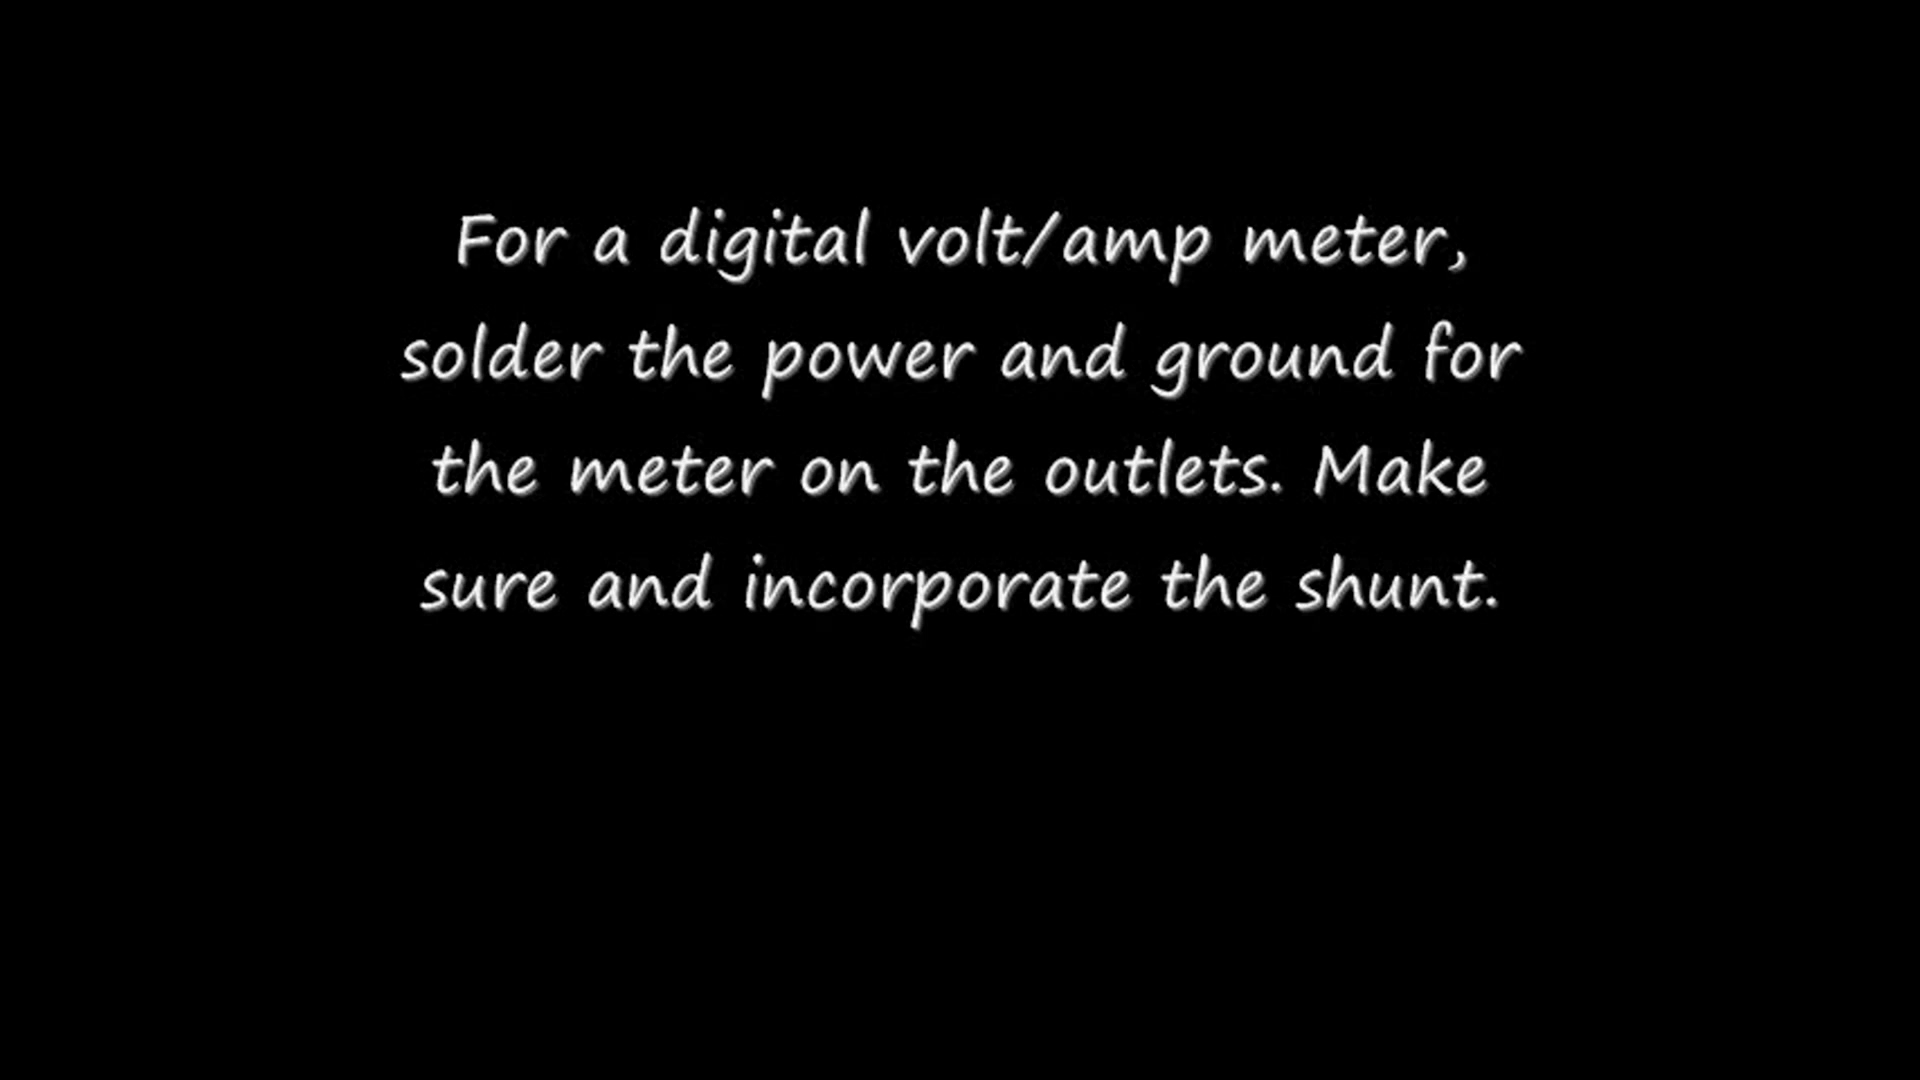 For a digital volt/amp meter,
solder the power and ground for
the meter on the outlets. Make
sure and incorporate the shunt.